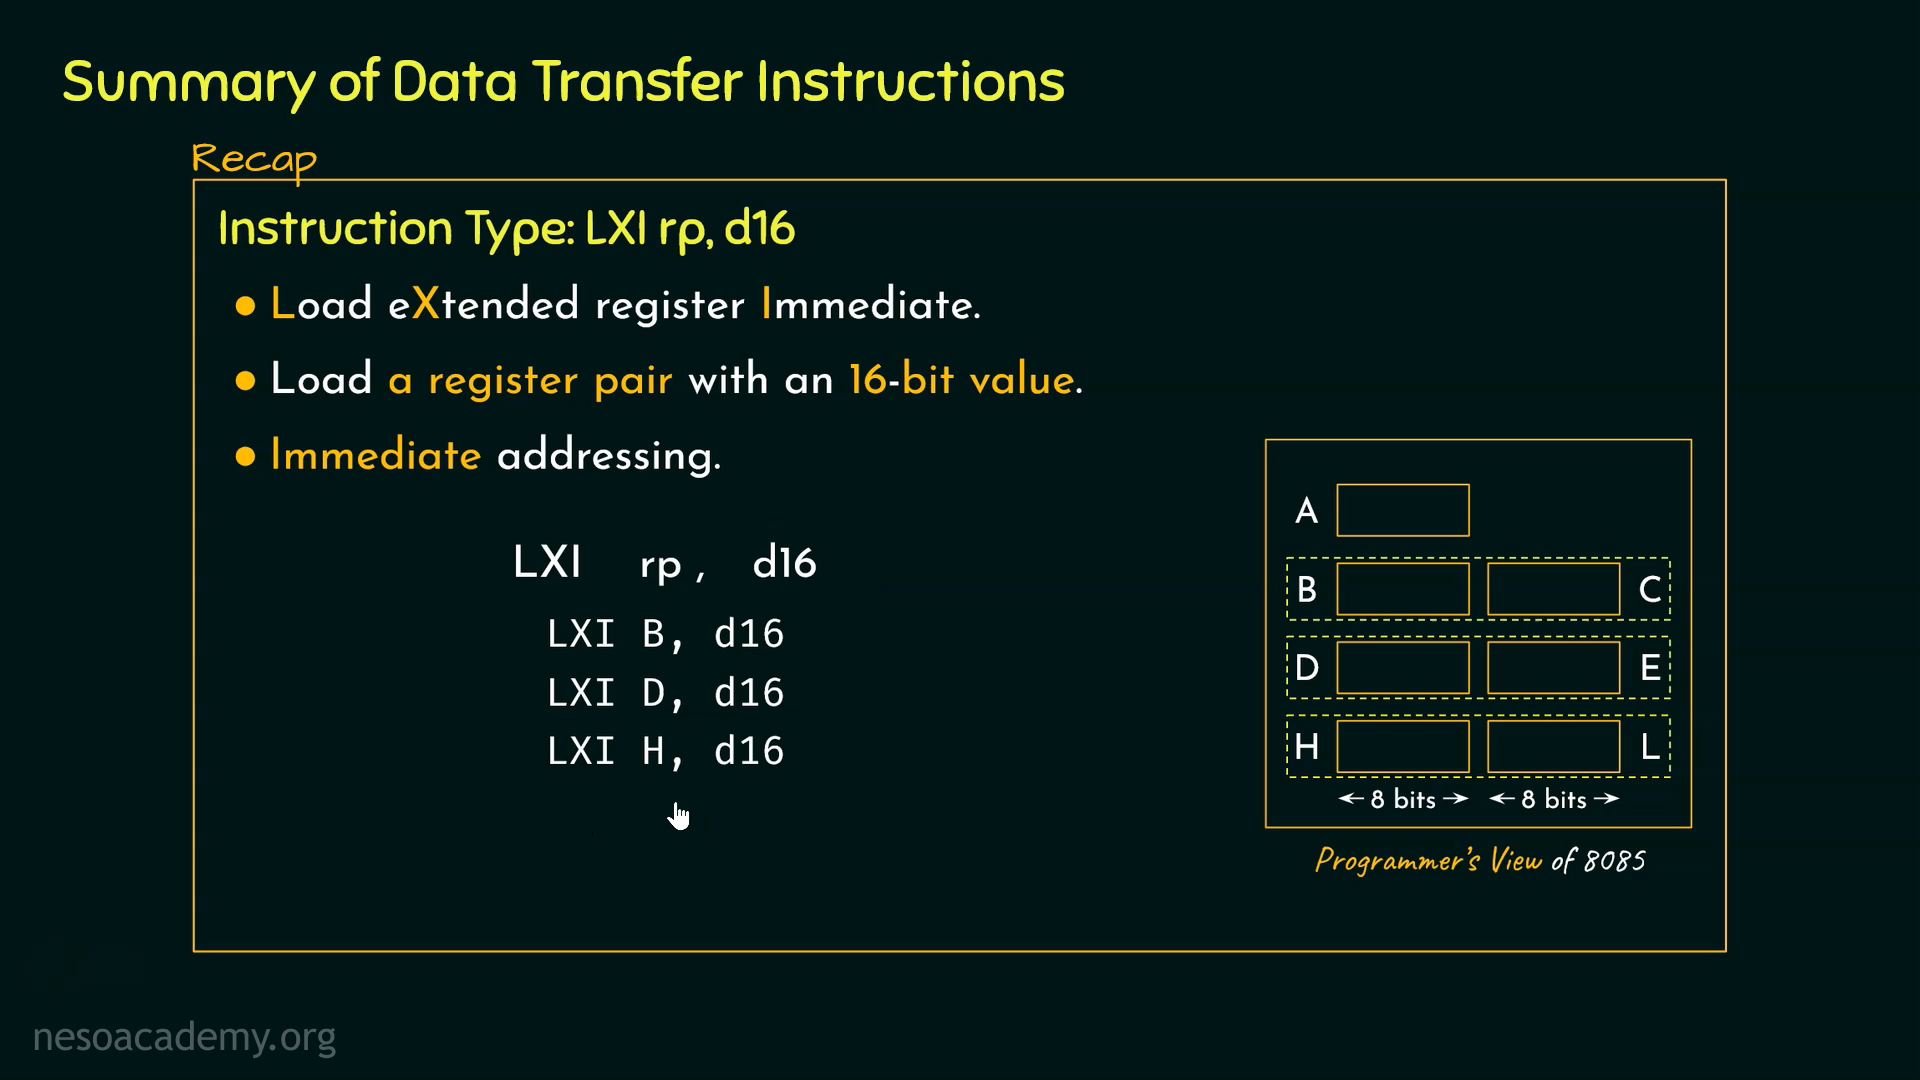 Summary of Data Transfer Instructions
Recap
Instruction Type: LXI rp, d16
● Load eXtended register Immediate.
● Load a register pair with an 16-bit value.
● Immediate addressing.
LXI rp , d16
LXI B, d16
LXI D, d16
LXI H, d16
A
B C
D E
H L
←8 bits→ ←8 bits→
Programmer's View of 8085
nesoacademy.org